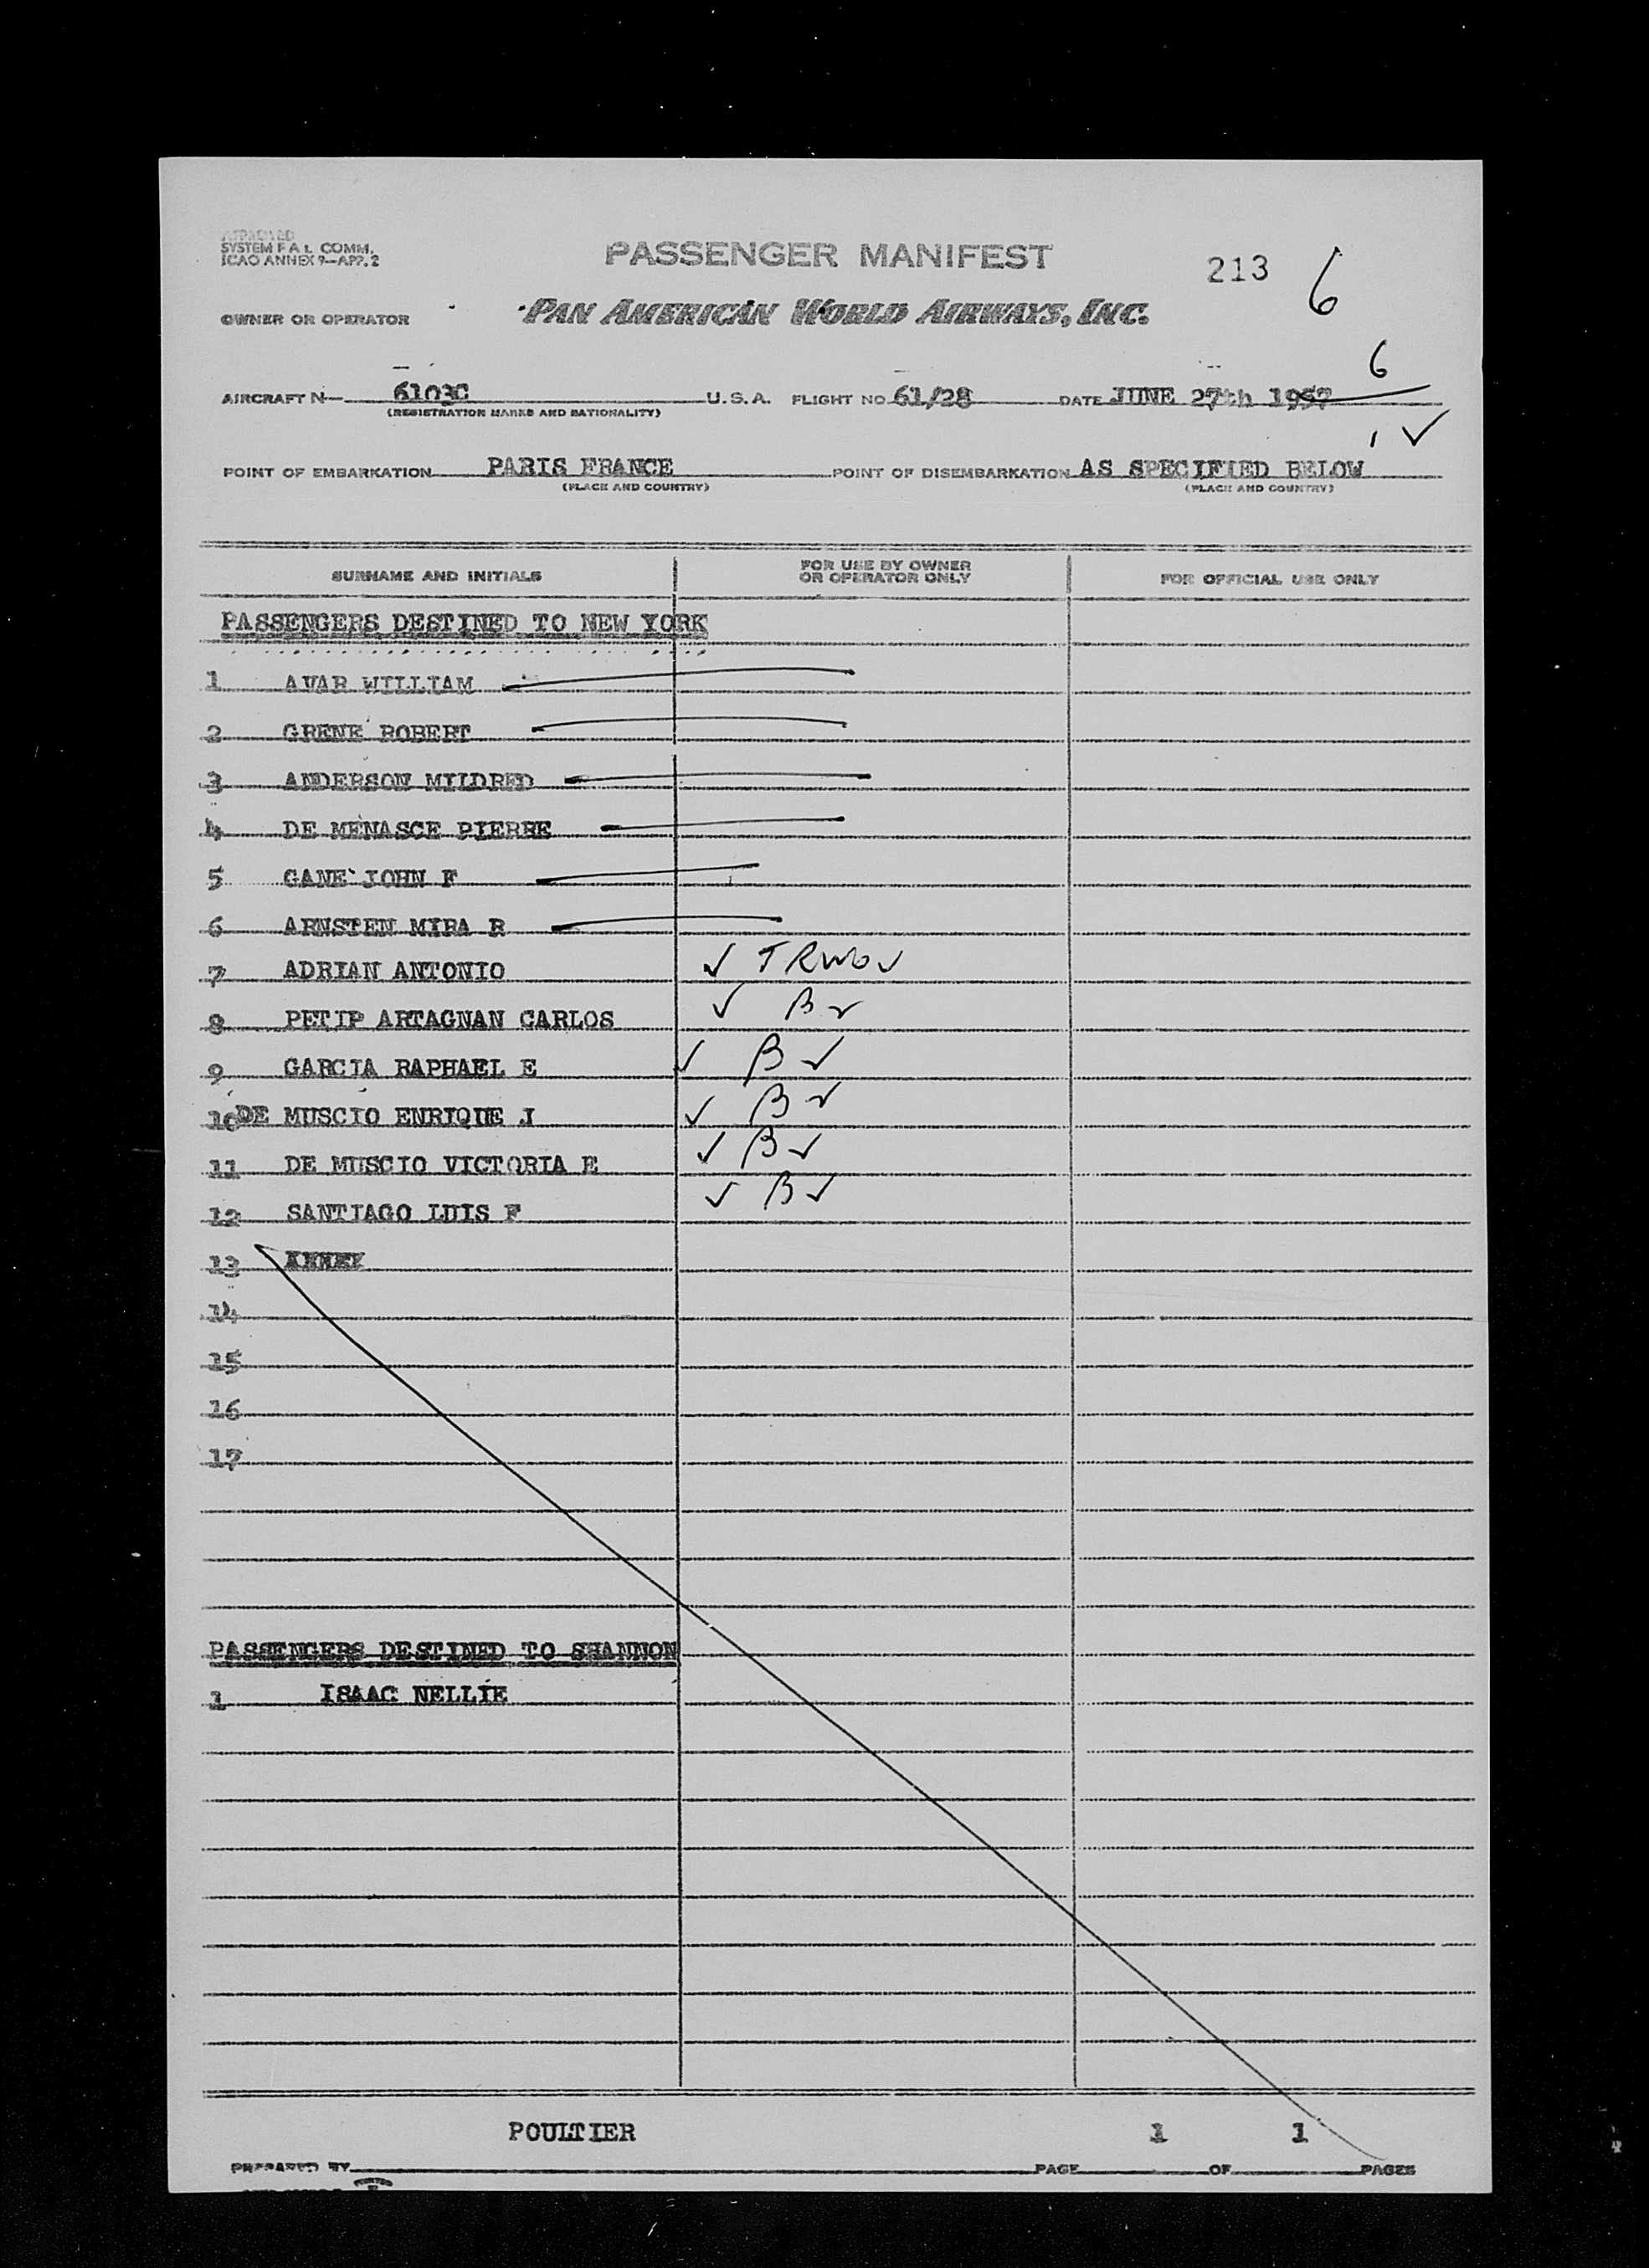 SYSTEM F A L COMM.
ICAO ANNEX 9—APP. 2
PASSENGER MANIFEST
213 6
OWNER OR OPERATOR PAN AMERICAN WORLD AIRWAYS, INC.
6
AIRCRAFT N— 6103C U.S.A. FLIGHT NO 61/28 DATE JUNE 27th 1957
(REGISTRATION MARKS AND NATIONALITY)
POINT OF EMBARKATION PARIS FRANCE POINT OF DISEMBARKATION AS SPECIFIED BELOW
(PLACE AND COUNTRY) (PLACE AND COUNTRY)
SURNAME AND INITIALS FOR USE BY OWNER OR OPERATOR ONLY FOR OFFICIAL USE ONLY
PASSENGERS DESTINED TO NEW YORK
1 AVAR WILLIAM
2 GRENE ROBERT
3 ANDERSON MILDRED
4 DE MENASCE PIERRE
5 GANE JOHN F
6 ARNSTEN MIRA R
7 ADRIAN ANTONIO ✓ TRWO ✓
8 PETIP ARTAGNAN CARLOS ✓ B ✓
9 GARCIA RAPHAEL E ✓ B ✓
10 DE MUSCIO ENRIQUE J ✓ B ✓
11 DE MUSCIO VICTORIA E ✓ B ✓
12 SANTIAGO LUIS F ✓ B ✓
13
14
15
16
17
PASSENGERS DESTINED TO SHANNON
1 ISAAC NELLIE
POULTIER 1 1
PREPARED BY PAGE OF PAGES